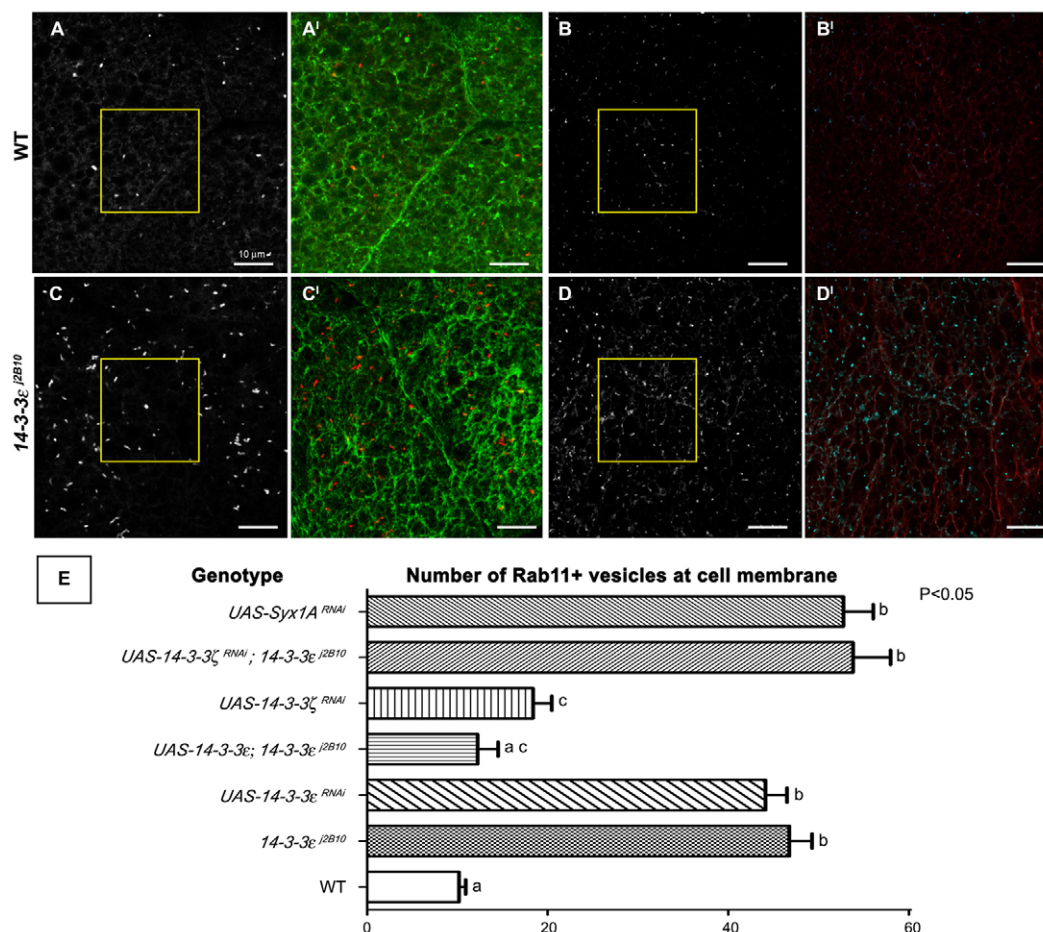 A A' B B'
WT
10 µm
C C' D D'
14-3-3ε j2B10
E
Genotype Number of Rab11+ vesicles at cell membrane
P<0.05
UAS-Syx1A RNAi b
UAS-14-3-3ζ RNAi ; 14-3-3ε j2B10 b
UAS-14-3-3ζ RNAi c
UAS-14-3-3ε; 14-3-3ε j2B10 a c
UAS-14-3-3ε RNAi b
14-3-3ε j2B10 b
WT a
0 20 40 60